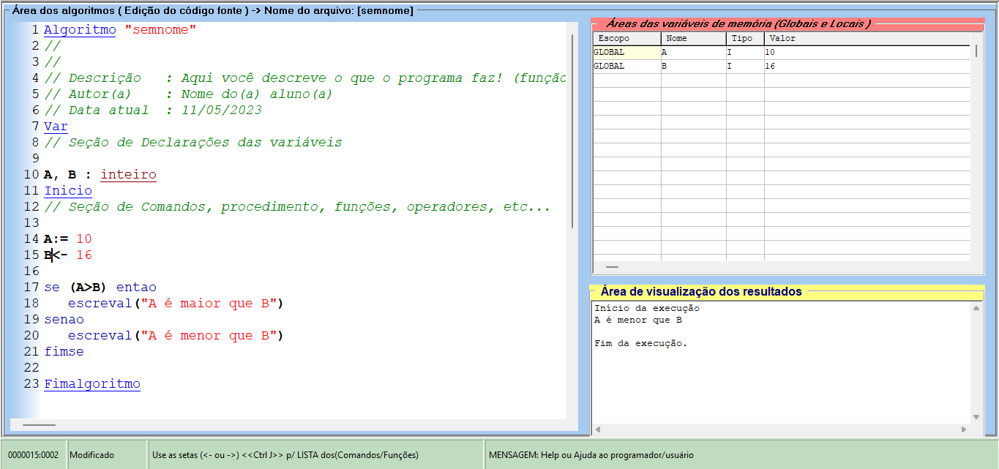 Área dos algoritmos ( Edição do código fonte ) -> Nome do arquivo: [semnome]
1 Algoritmo "semnome"
2 //
3 //
4 // Descrição   : Aqui você descreve o que o programa faz! (função
5 // Autor(a)    : Nome do(a) aluno(a)
6 // Data atual  : 11/05/2023
7 Var
8 // Seção de Declarações das variáveis
9
10 A, B : inteiro
11 Inicio
12 // Seção de Comandos, procedimento, funções, operadores, etc...
13
14 A:= 10
15 B<- 16
16
17 se (A>B) entao
18    escreval("A é maior que B")
19 senao
20    escreval("A é menor que B")
21 fimse
22
23 Fimalgoritmo
Áreas das variáveis de memória (Globais e Locais )
Escopo Nome Tipo Valor
GLOBAL A I 10
GLOBAL B I 16
Área de visualização dos resultados
Início da execução
A é menor que B
Fim da execução.
0000015:0002 Modificado Use as setas (<- ou ->) <<Ctrl J>> p/ LISTA dos(Comandos/Funções) MENSAGEM: Help ou Ajuda ao programador/usuário